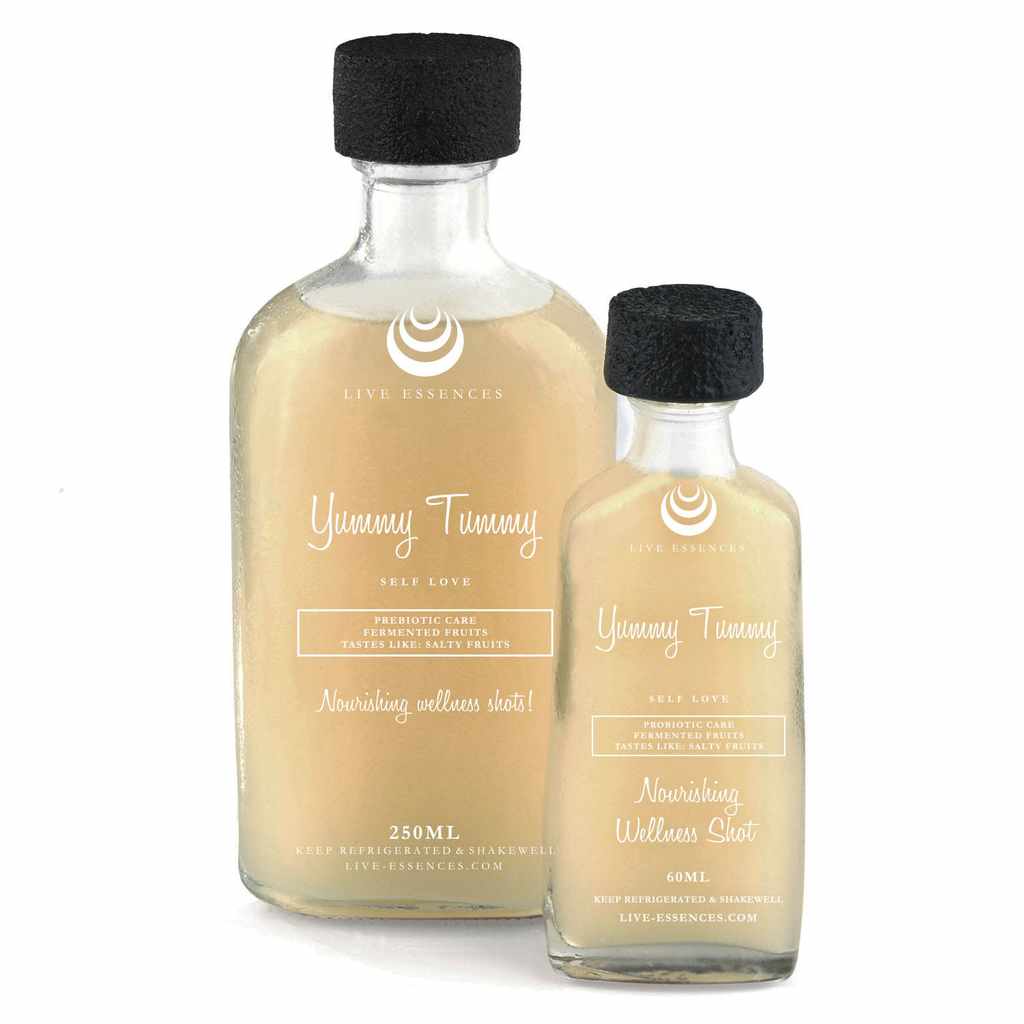 LIVE ESSENCES
Yummy Tummy
SELF LOVE
PREBIOTIC CARE
FERMENTED FRUITS
TASTES LIKE: SALTY FRUITS
Nourishing wellness shots!
250ML
KEEP REFRIGERATED & SHAKEWELL
LIVE-ESSENCES.COM
LIVE ESSENCES
Yummy Tummy
SELF LOVE
PROBIOTIC CARE
FERMENTED FRUITS
TASTES LIKE: SALTY FRUITS
Nourishing
Wellness Shot
60ML
KEEP REFRIGERATED & SHAKEWELL
LIVE-ESSENCES.COM